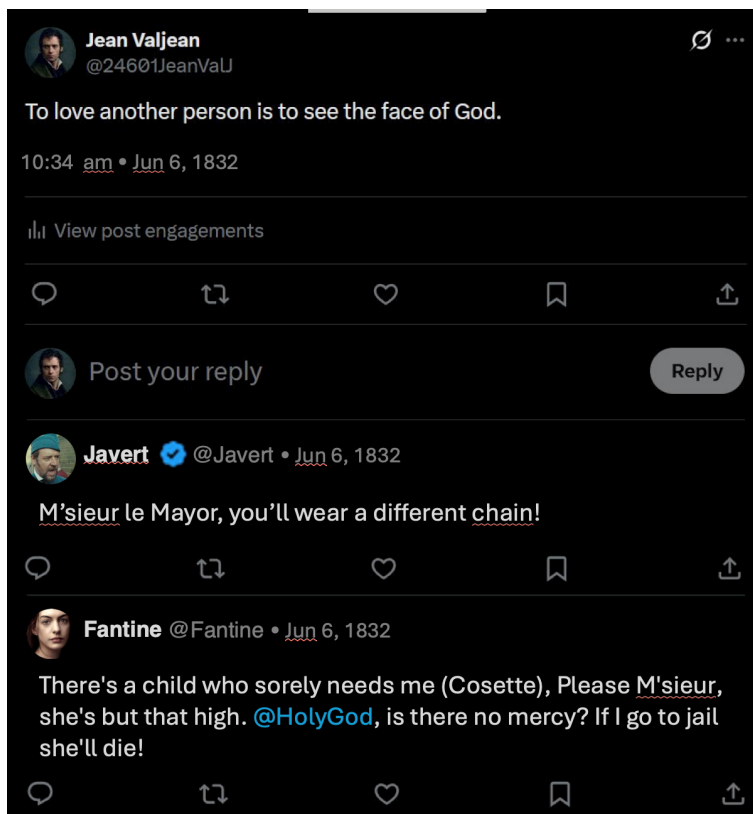 Jean Valjean
@24601JeanValJ
To love another person is to see the face of God.
10:34 am • Jun 6, 1832
View post engagements
Post your reply
Reply
Javert @Javert • Jun 6, 1832
M’sieur le Mayor, you’ll wear a different chain!
Fantine @Fantine • Jun 6, 1832
There's a child who sorely needs me (Cosette), Please M'sieur,
she's but that high. @HolyGod, is there no mercy? If I go to jail
she'll die!